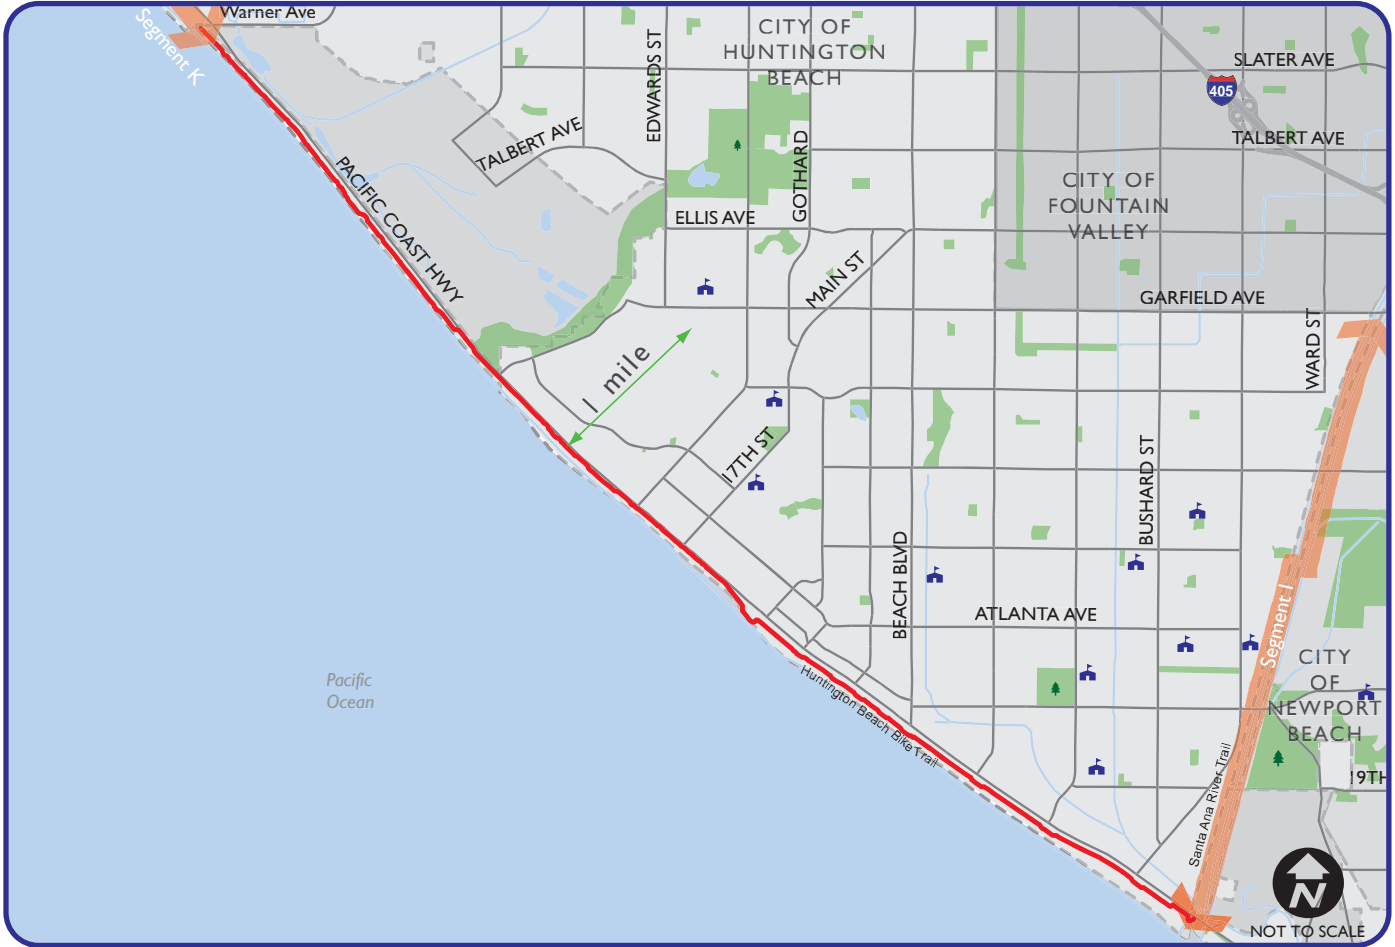 Warner Ave
Segment K
CITY OF
HUNTINGTON
BEACH
EDWARDS ST
SLATER AVE
405
TALBERT AVE
TALBERT AVE
GOTHARD
PACIFIC COAST HWY
CITY OF
FOUNTAIN
VALLEY
ELLIS AVE
MAIN ST
GARFIELD AVE
WARD ST
1 mile
17TH ST
BUSHARD ST
BEACH BLVD
ATLANTA AVE
Segment I
CITY
OF
NEWPORT
BEACH
Pacific
Ocean
Huntington Beach Bike Trail
Santa Ana River Trail
19TH
N
NOT TO SCALE